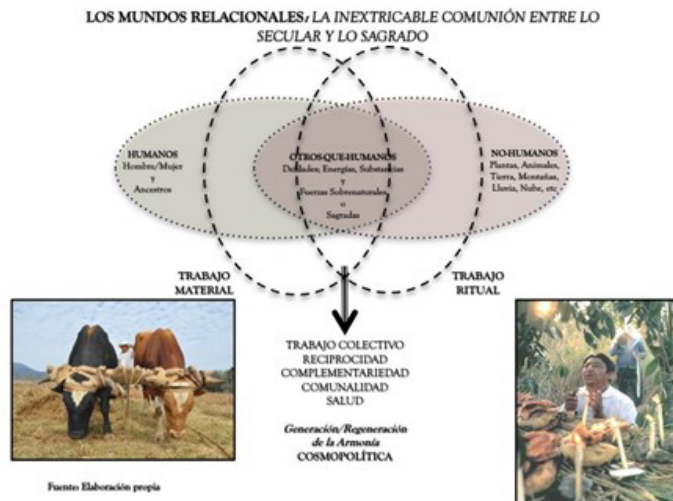 LOS MUNDOS RELACIONALES: LA INEXTRICABLE COMUNIÓN ENTRE LO
SECULAR Y LO SAGRADO
HUMANOS
Hombre/Mujer
y
Ancestros
OTROS-QUE-HUMANOS
Deidades; Energías, Substancias
y
Fuerzas Sobrenaturales
o
Sagradas
NO-HUMANOS
Plantas, Animales,
Tierra, Montañas,
Lluvia, Nube, etc
TRABAJO
MATERIAL
TRABAJO
RITUAL
TRABAJO COLECTIVO
RECIPROCIDAD
COMPLEMENTARIEDAD
COMUNALIDAD
SALUD
Generación/Regeneración
de la Armonía
COSMOPOLÍTICA
Fuente: Elaboración propia